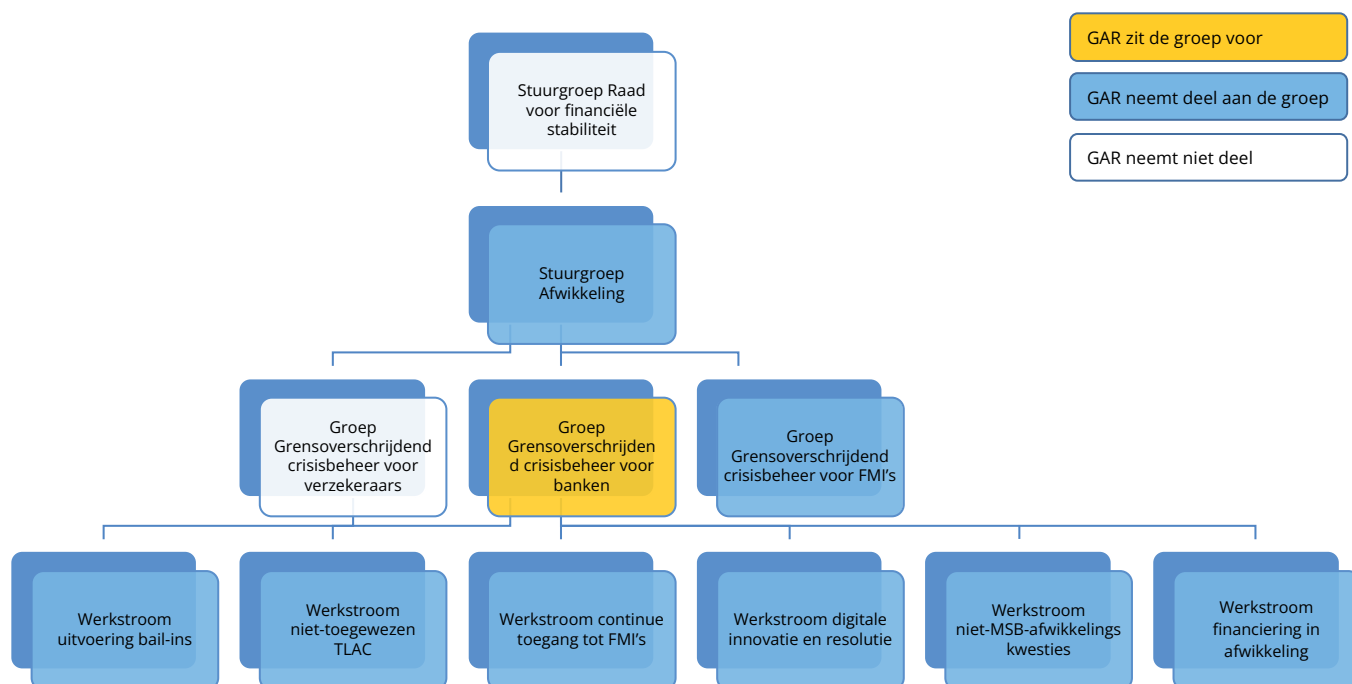 GAR zit de groep voor
GAR neemt deel aan de groep
GAR neemt niet deel
Stuurgroep Raad
voor financiële
stabiliteit
Stuurgroep
Afwikkeling
Groep
Grensoverschrijdend
crisisbeheer voor
verzekeraars
Groep
Grensoverschrijden
d crisisbeheer voor
banken
Groep
Grensoverschrijdend
crisisbeheer voor FMI’s
Werkstroom
uitvoering bail-ins
Werkstroom
niet-toegewezen
TLAC
Werkstroom continue
toegang tot FMI’s
Werkstroom digitale
innovatie en resolutie
Werkstroom
niet-MSB-afwikkelings
kwesties
Werkstroom
financiering in
afwikkeling